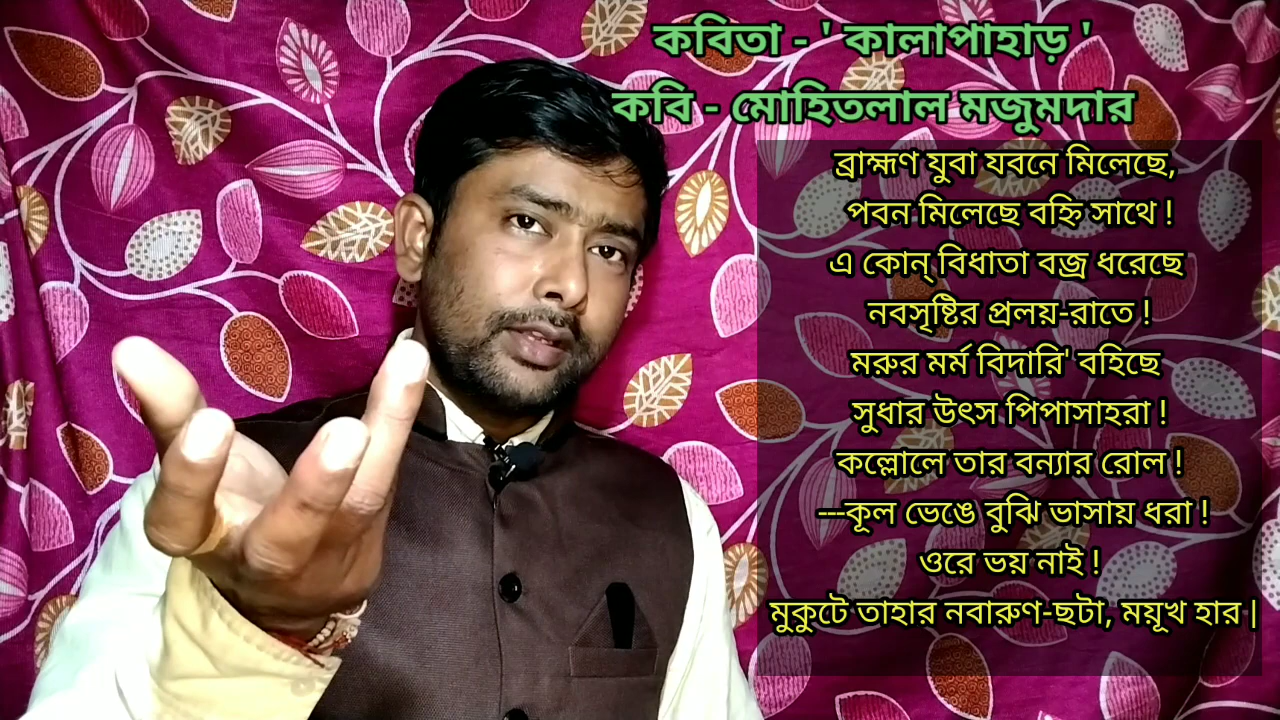 কবিতা - ' কালাপাহাড় '
কবি - মোহিতলাল মজুমদার
ব্রাহ্মণ যুবা যবনে মিলেছে,
পবন মিলেছে বহ্নি সাথে !
এ কোন্ বিধাতা বজ্র ধরেছে
নবসৃষ্টির প্রলয়-রাতে !
মরুর মর্ম বিদারি' বহিছে
সুধার উৎস পিপাসাহরা !
কল্লোলে তার বন্যার রোল !
---কূল ভেঙে বুঝি ভাসায় ধরা !
ওরে ভয় নাই !
মুকুটে তাহার নবারুণ-ছটা, ময়ূখ হার |